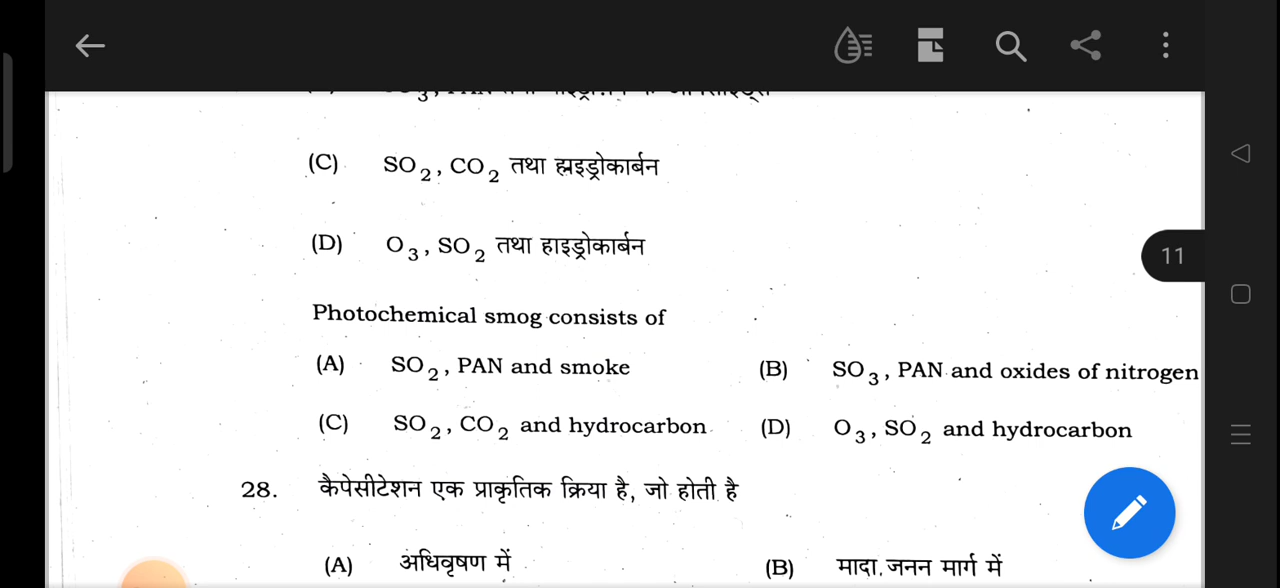 (C) SO2, CO2 तथा ह्मइड्रोकार्बन
(D) O3, SO2 तथा हाइड्रोकार्बन
11
Photochemical smog consists of
(A) SO2, PAN and smoke (B) SO3, PAN and oxides of nitrogen
(C) SO2, CO2 and hydrocarbon (D) O3, SO2 and hydrocarbon
28. कैपेसीटेशन एक प्राकृतिक क्रिया है, जो होती है
(A) अधिवृषण में (B) मादा जनन मार्ग में